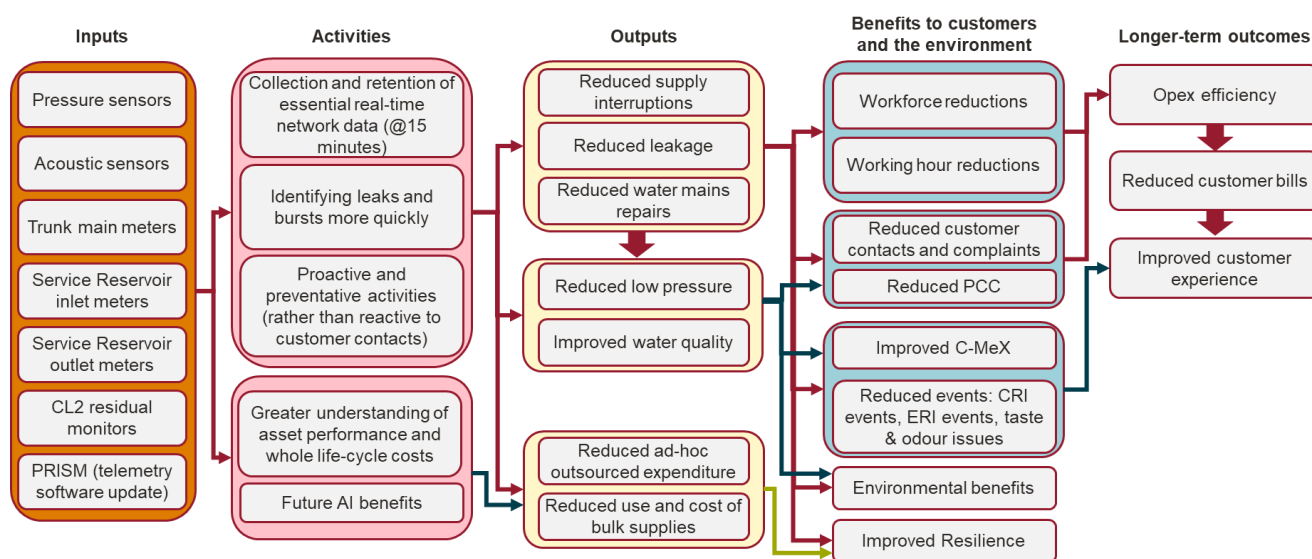 Inputs
Activities
Outputs
Benefits to customers
and the environment
Longer-term outcomes
Pressure sensors
Acoustic sensors
Trunk main meters
Service Reservoir
inlet meters
Service Reservoir
outlet meters
CL2 residual
monitors
PRISM (telemetry
software update)
Collection and retention of
essential real-time
network data (@15
minutes)
Identifying leaks and
bursts more quickly
Proactive and
preventative activities
(rather than reactive to
customer contacts)
Greater understanding of
asset performance and
whole life-cycle costs
Future AI benefits
Reduced supply
interruptions
Reduced leakage
Reduced water mains
repairs
Reduced low pressure
Improved water quality
Reduced ad-hoc
outsourced expenditure
Reduced use and cost of
bulk supplies
Workforce reductions
Working hour reductions
Reduced customer
contacts and complaints
Reduced PCC
Improved C-MeX
Reduced events: CRI
events, ERI events, taste
& odour issues
Environmental benefits
Improved Resilience
Opex efficiency
Reduced customer bills
Improved customer
experience